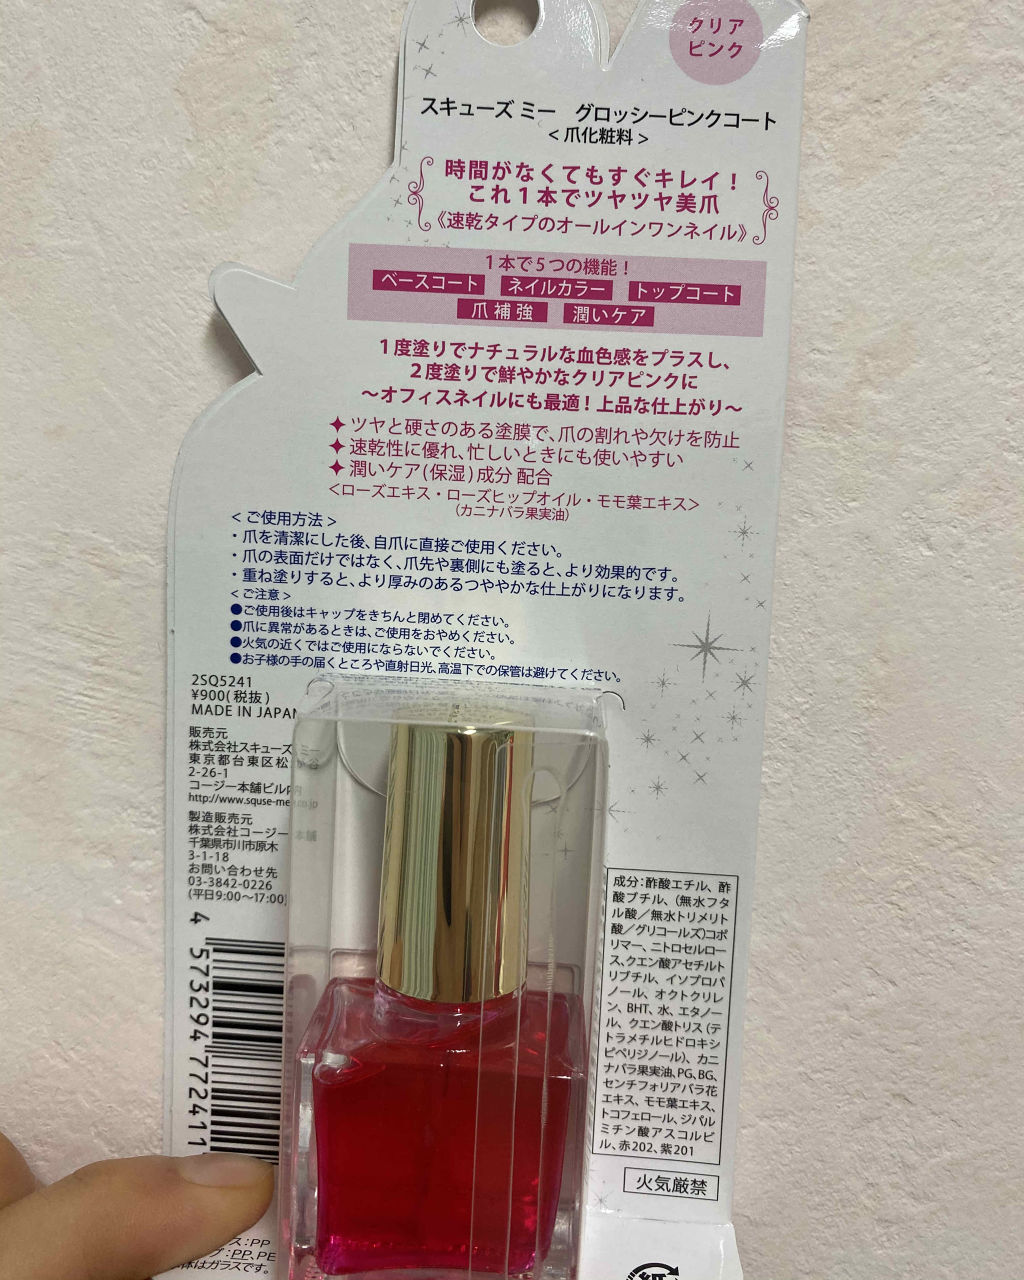 クリア
ピンク
スキューズ ミー グロッシーピンクコート
<爪化粧料>
時間がなくてもすぐキレイ!
これ1本でツヤツヤ美爪
《速乾タイプのオールインワンネイル》
1本で5つの機能!
ベースコート ネイルカラー トップコート
爪補強 潤いケア
1度塗りでナチュラルな血色感をプラスし、
2度塗りで鮮やかなクリアピンクに
～オフィスネイルにも最適!上品な仕上がり～
✦ツヤと硬さのある塗膜で、爪の割れや欠けを防止
✦速乾性に優れ、忙しいときにも使いやすい
✦潤いケア(保湿)成分 配合
<ローズエキス・ローズヒップオイル・モモ葉エキス>
(カニナバラ果実油)
<ご使用方法>
・爪を清潔にした後、自爪に直接ご使用ください。
・爪の表面だけではなく、爪先や裏側にも塗ると、より効果的です。
・重ね塗りすると、より厚みのあるつややかな仕上がりになります。
<ご注意>
●ご使用後はキャップをきちんと閉めてください。
●爪に異常があるときは、ご使用をおやめください。
●火気の近くではご使用にならないでください。
●お子様の手の届くところや直射日光、高温下での保管は避けてください。
2SQ5241
¥900(税抜)
MADE IN JAPAN
販売元
株式会社スキューズ ミー
東京都台東区松が谷
2-26-1
コージー本舗ビル内
http://www.squse-me.co.jp
製造販売元
株式会社コージー本舗
千葉県市川市原木
3-1-18
お問い合わせ先
03-3842-0226
(平日9:00～17:00)
4 573294 772411
成分:酢酸エチル、酢
酸ブチル、(無水フタ
ル酸/無水トリメリト
酸/グリコールズ)コポ
リマー、ニトロセルロー
ス、クエン酸アセチルト
リブチル、イソプロパ
ノール、オクトクリレ
ン、BHT、水、エタノー
ル、クエン酸トリス(テ
トラメチルヒドロキシ
ピペリジノール)、カニ
ナバラ果実油、PG、BG、
センチフォリアバラ花
エキス、モモ葉エキス、
トコフェロール、ジパル
ミチン酸アスコルビ
ル、赤202、紫201
火気厳禁
ス:PP
プ:PP、PE
体はガラスです。
紙